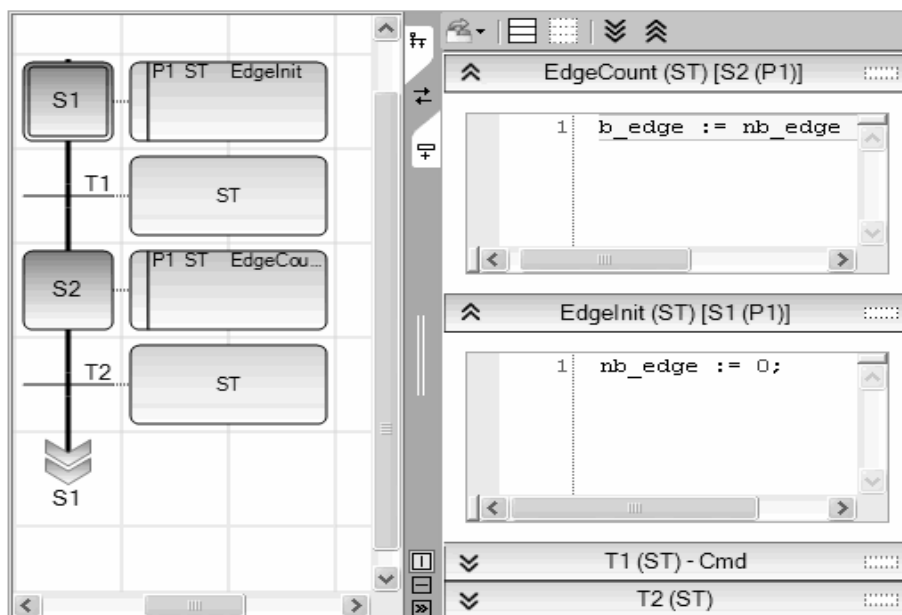 S1
P1 ST EdgeInit
T1
ST
S2
P1 ST EdgeCou...
T2
ST
S1
EdgeCount (ST) [S2 (P1)]
1 b_edge := nb_edge
EdgeInit (ST) [S1 (P1)]
1 nb_edge := 0;
T1 (ST) - Cmd
T2 (ST)